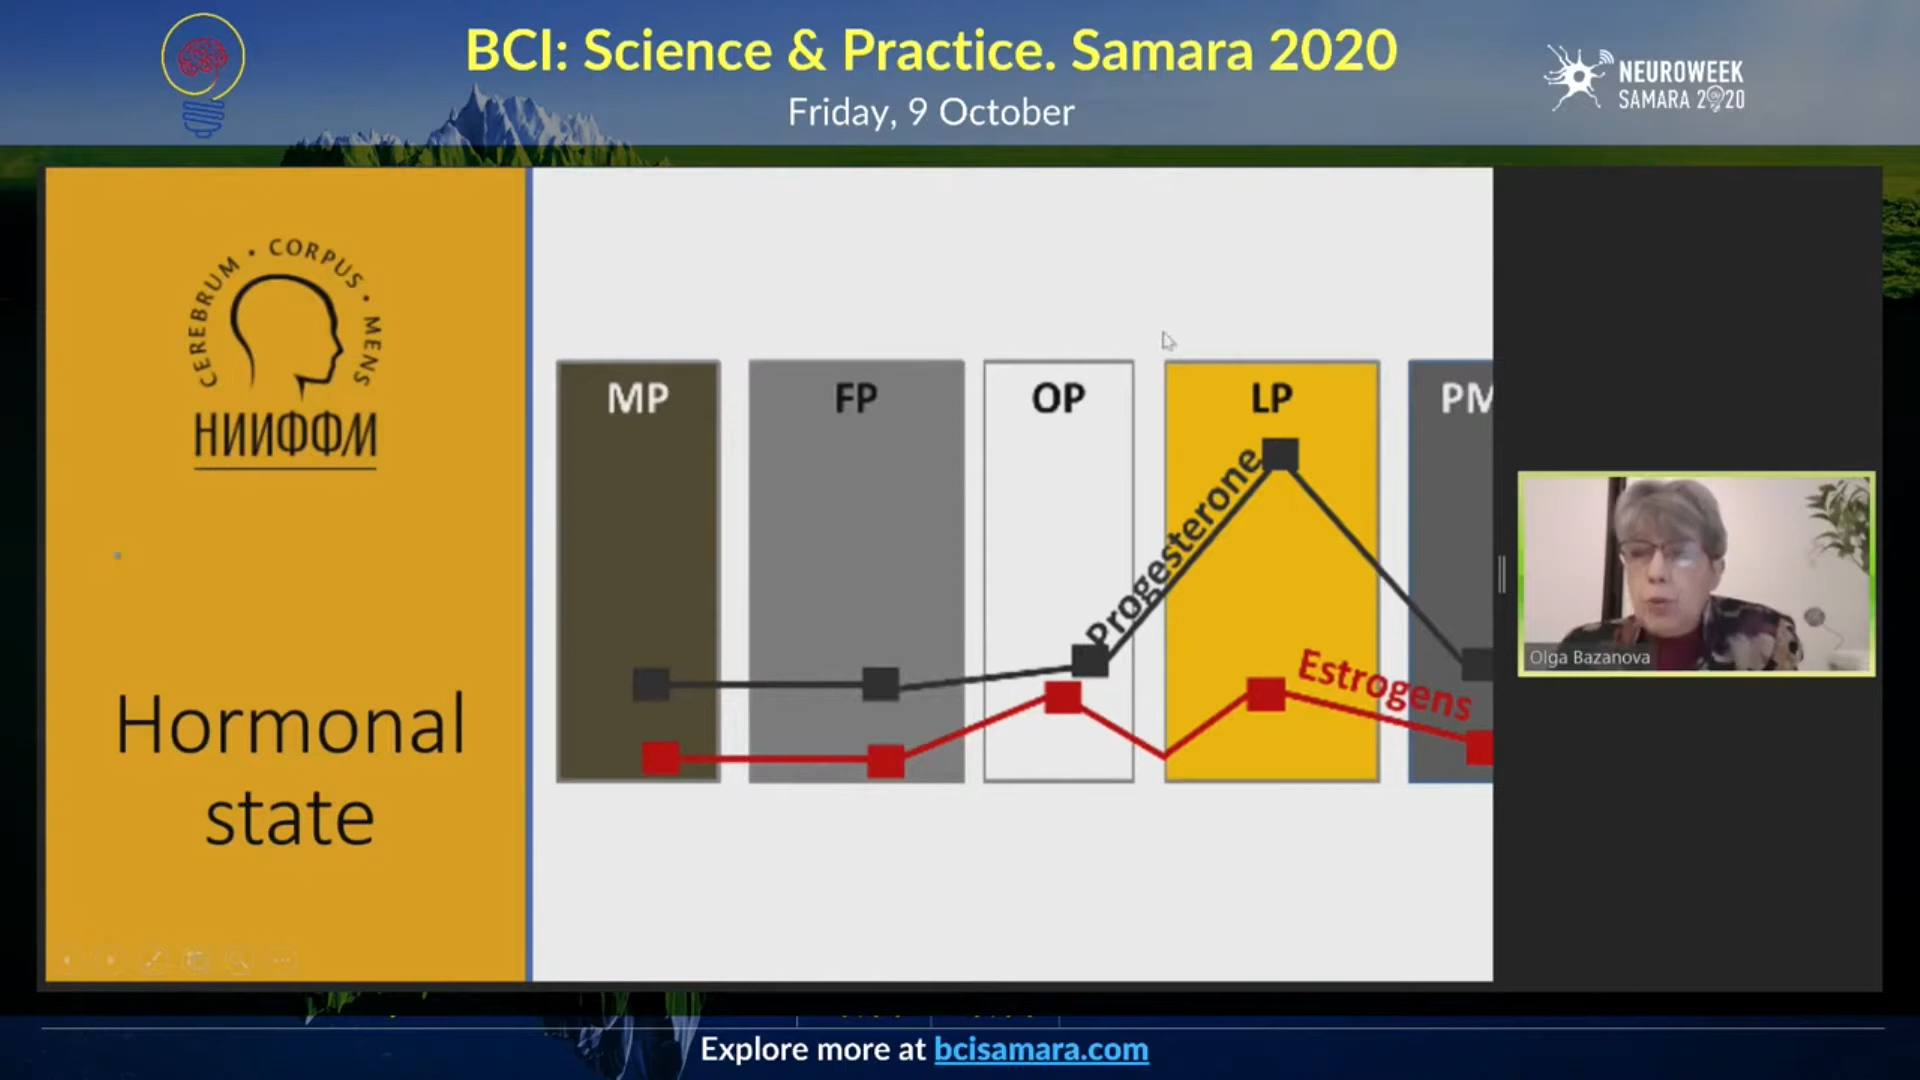 BCI: Science & Practice. Samara 2020
Friday, 9 October
NEUROWEEK
SAMARA 2020
CEREBRUM • CORPUS • MENS
НИИФФМ
Hormonal
state
MP
FP
OP
LP
PM
Progesterone
Estrogens
Olga Bazanova
Explore more at bcisamara.com